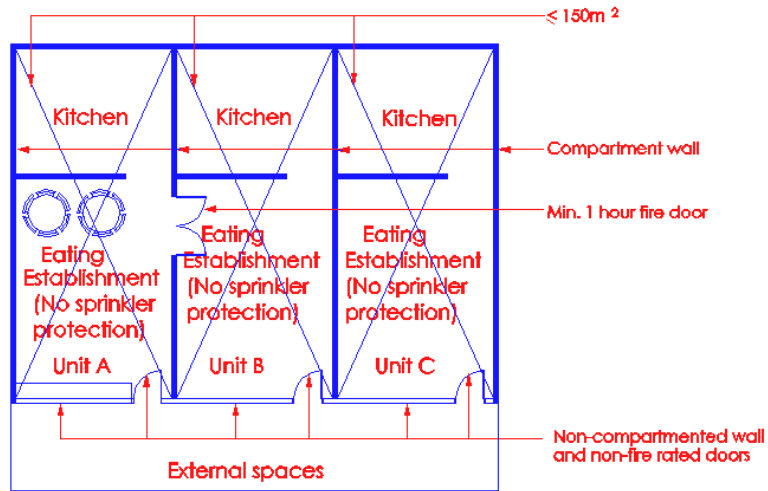 ≤ 150m 2
Kitchen
Kitchen
Kitchen
Compartment wall
Min. 1 hour fire door
Eating
Establishment
(No sprinkler
protection)
Unit A
Eating
Establishment
(No sprinkler
protection)
Unit B
Eating
Establishment
(No sprinkler
protection)
Unit C
Non-compartmented wall
and non-fire rated doors
External spaces